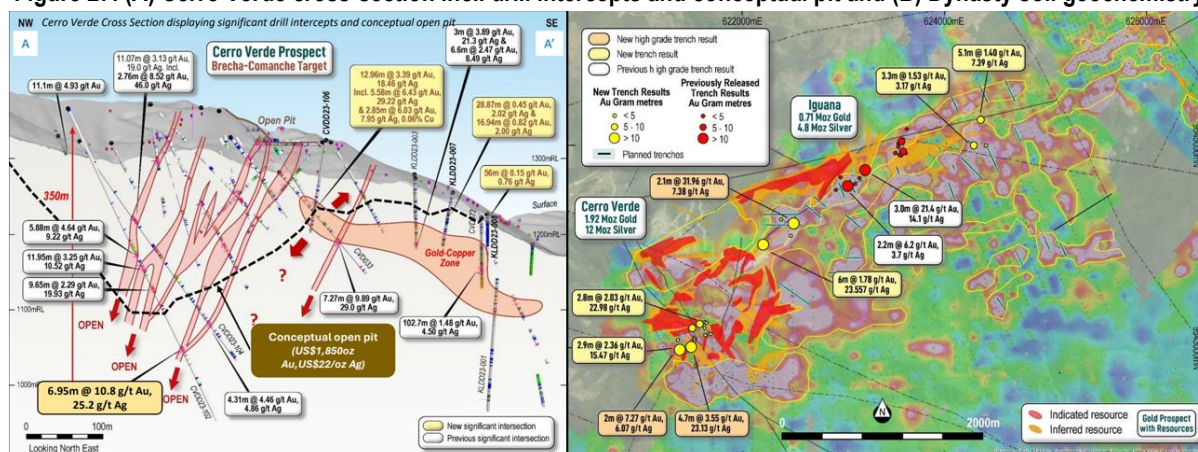 Figure 2.1 (A) Cerro Verde cross section incl. drill intercepts and conceptual pit and (B) Dynasty soil geochemistry
NW
Cerro Verde Cross Section displaying significant drill intercepts and conceptual open pit
SE
A
A'
Cerro Verde Prospect
Brecha-Comanche Target
11.1m @ 4.93 g/t Au
11.07m @ 3.13 g/t Au,
19.0 g/t Ag. Incl.
2.76m @ 8.52 g/t Au,
46.0 g/t Ag
12.96m @ 3.39 g/t Au,
18.46 g/t Ag
Incl. 5.58m @ 6.43 g/t Au,
29.22 g/t Ag
& 2.85m @ 6.03 g/t Au,
7.95 g/t Ag, 0.06% Cu
3m @ 3.89 g/t Au,
21.3 g/t Ag &
6.6m @ 2.47 g/t Au,
8.49 g/t Ag
28.87m @ 0.45 g/t Au,
2.02 g/t Ag &
16.94m @ 0.82 g/t Au,
2.00 g/t Ag
56m @ 0.15 g/t Au,
0.76 g/t Ag
Open Pit
CVDD23-106
KLDD23-003
KLDD23-007
1300mRL
Surface
1200mRL
350m
5.88m @ 4.64 g/t Au,
9.22 g/t Ag
11.95m @ 3.25 g/t Au,
10.52 g/t Ag
9.65m @ 2.29 g/t Au,
19.93 g/t Ag
Gold-Copper
Zone
?
?
CVD033
7.27m @ 9.89 g/t Au,
29.0 g/t Ag
102.7m @ 1.48 g/t Au,
4.50 g/t Ag
1100mRL
OPEN
OPEN
OPEN
CVDD23-104
CVDD23-102
KLDD23-001
Conceptual open pit
(US$1,850oz
Au,US$22/oz Ag)
1000mRL
6.95m @ 10.8 g/t Au,
25.2 g/t Ag
4.31m @ 4.46 g/t Au,
4.86 g/t Ag
0
100m
Looking North East
New significant intersection
Previous significant intersection
622000mE
624000mE
626000mE
New high grade trench result
New trench result
Previous high grade trench result
New Trench Results
Au Gram metres
< 5
5 - 10
> 10
Previously Released
Trench Results
Au Gram metres
< 5
5 - 10
> 10
Planned trenches
5.1m @ 1.40 g/t Au,
7.39 g/t Ag
3.3m @ 1.53 g/t Au,
3.17 g/t Ag
Iguana
0.71 Moz Gold
4.8 Moz Silver
2.1m @ 31.96 g/t Au,
7.38 g/t Ag
Cerro Verde
1.92 Moz Gold
12 Moz Silver
3.0m @ 21.4 g/t Au,
14.1 g/t Ag
2.2m @ 6.2 g/t Au,
3.7 g/t Ag
6m @ 1.78 g/t Au,
23.557 g/t Ag
2.8m @ 2.03 g/t Au,
22.98 g/t Ag
2.9m @ 2.36 g/t Au,
15.47 g/t Ag
2m @ 7.27 g/t Au,
6.07 g/t Ag
4.7m @ 3.55 g/t Au,
23.13 g/t Ag
N
0
2000m
Indicated resource
Inferred resource
Gold Prospect
with Resources